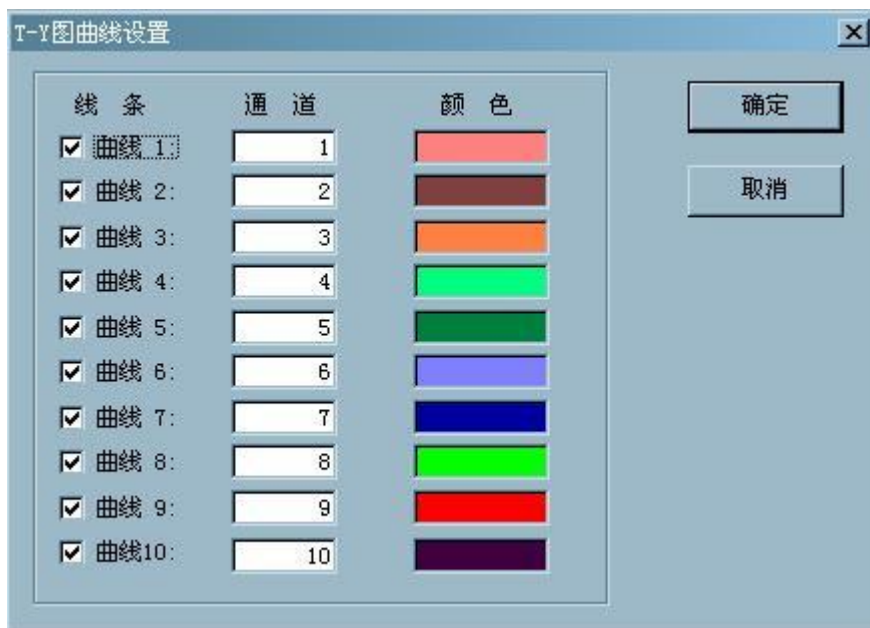 T-Y图曲线设置
线 条 通 道 颜 色
曲线 1: 1
曲线 2: 2
曲线 3: 3
曲线 4: 4
曲线 5: 5
曲线 6: 6
曲线 7: 7
曲线 8: 8
曲线 9: 9
曲线10: 10
确定
取消